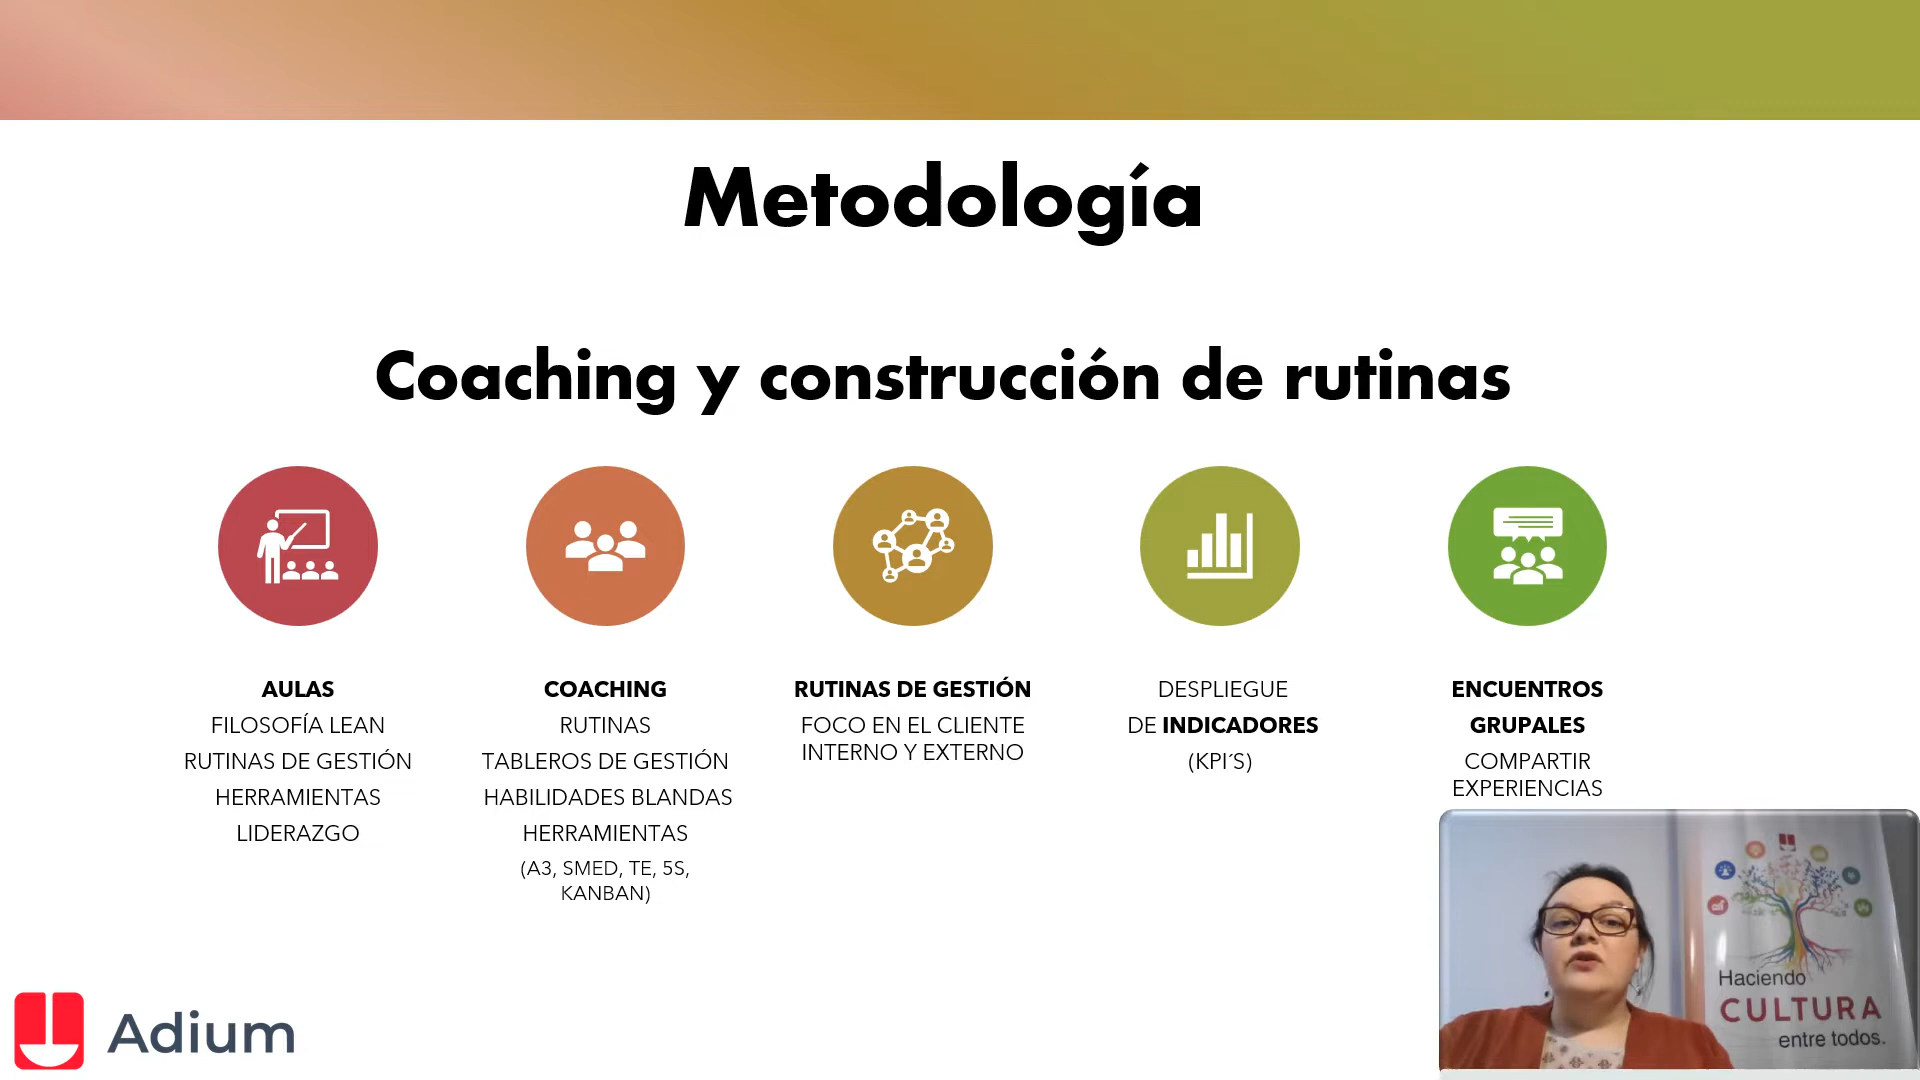 Metodología
Coaching y construcción de rutinas
AULAS
FILOSOFÍA LEAN
RUTINAS DE GESTIÓN
HERRAMIENTAS
LIDERAZGO
COACHING
RUTINAS
TABLEROS DE GESTIÓN
HABILIDADES BLANDAS
HERRAMIENTAS
(A3, SMED, TE, 5S,
KANBAN)
RUTINAS DE GESTIÓN
FOCO EN EL CLIENTE
INTERNO Y EXTERNO
DESPLIEGUE
DE INDICADORES
(KPI´S)
ENCUENTROS
GRUPALES
COMPARTIR
EXPERIENCIAS
Adium
Haciendo
CULTURA
entre todos.